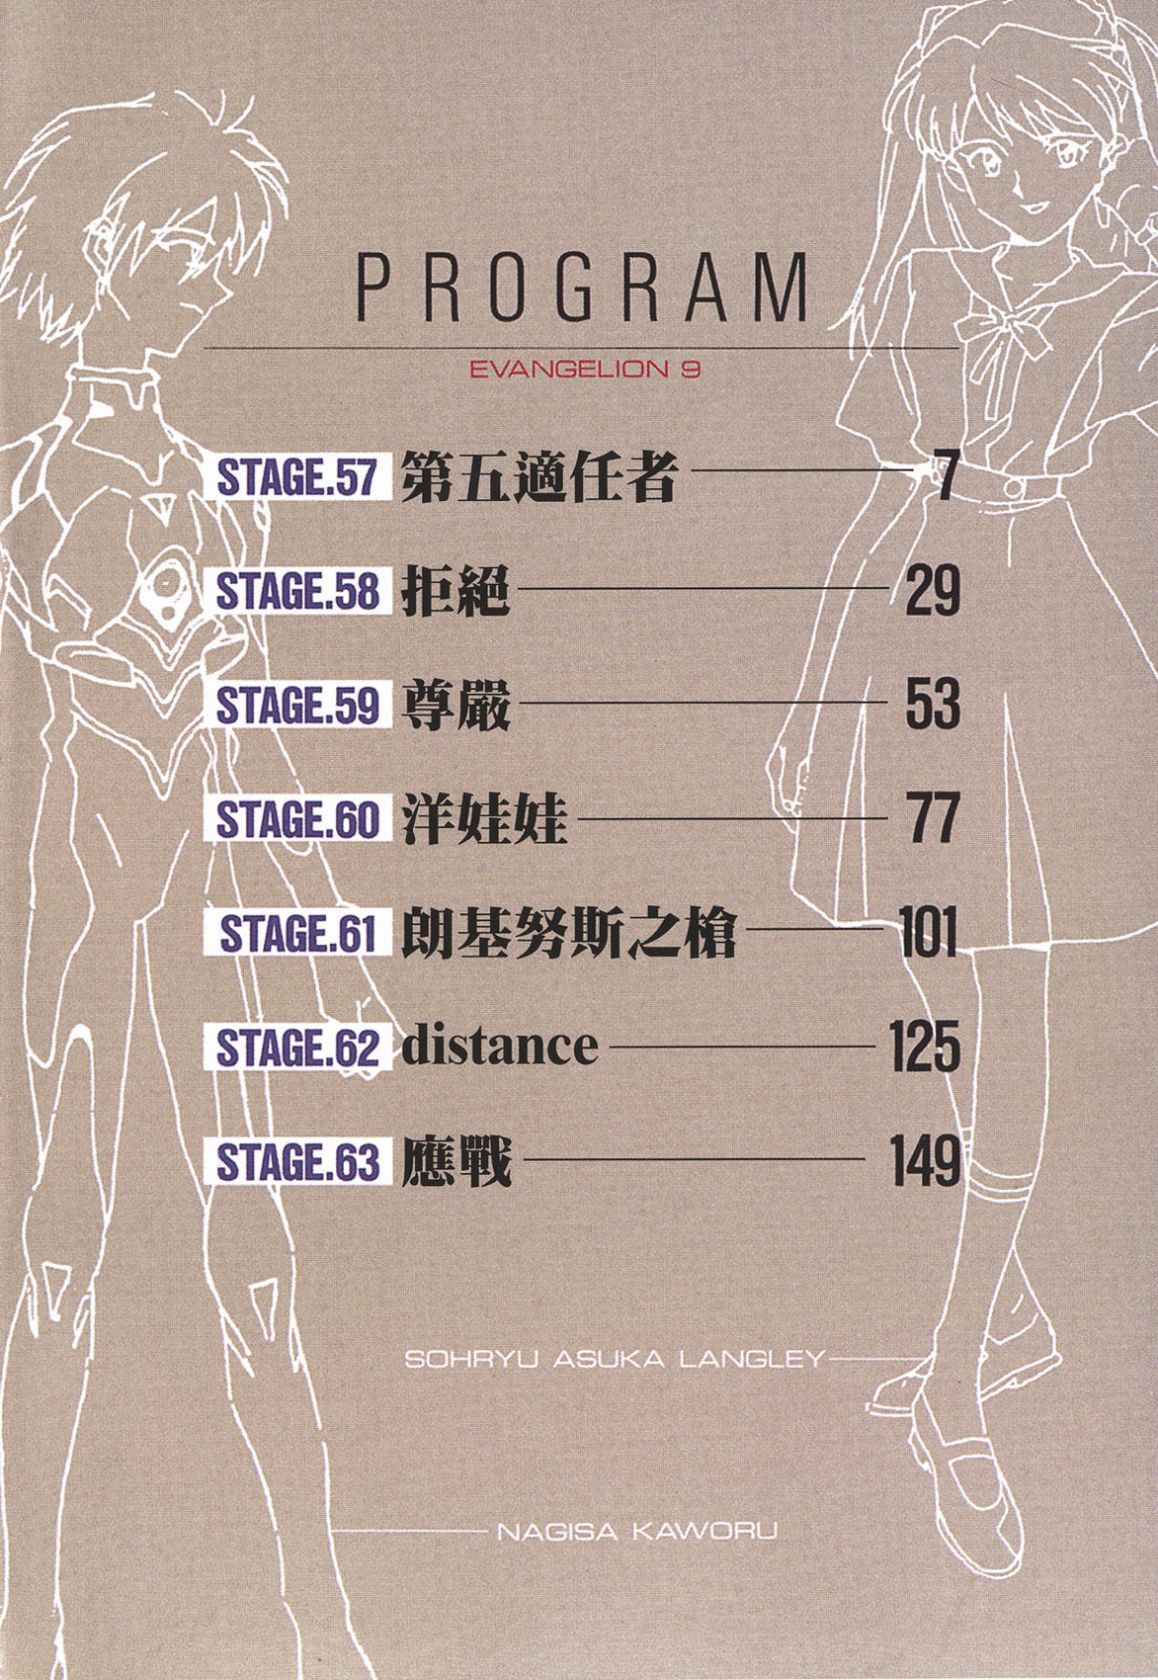 PROGRAM
EVANGELION 9
STAGE.57 第五適任者 7
STAGE.58 拒絕 29
STAGE.59 尊嚴 53
STAGE.60 洋娃娃 77
STAGE.61 朗基努斯之槍 101
STAGE.62 distance 125
STAGE.63 應戰 149
SOHRYU ASUKA LANGLEY
NAGISA KAWORU